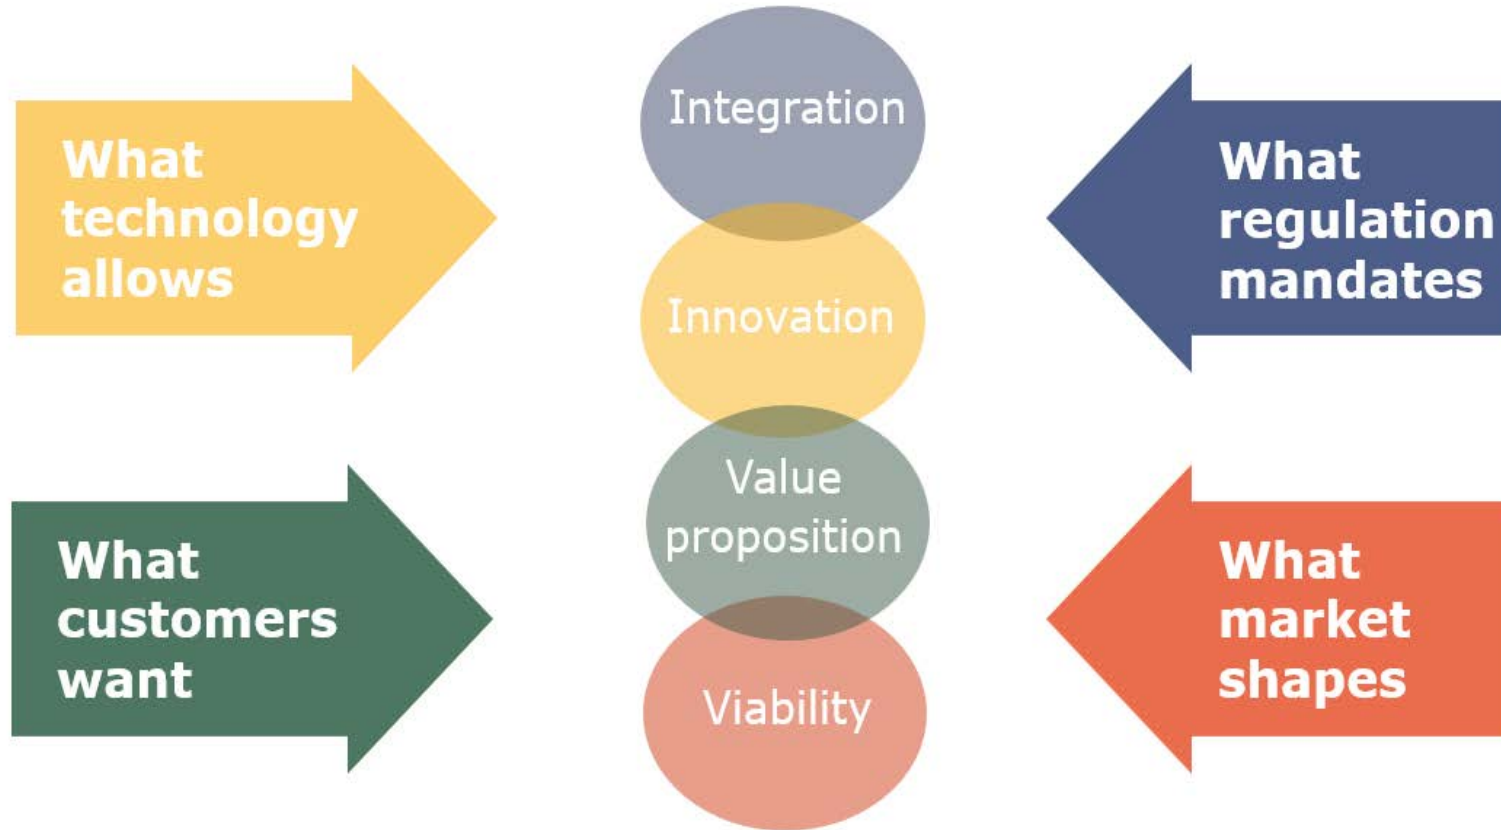 What
technology
allows
Integration
Innovation
What
regulation
mandates
What
customers
want
Value
proposition
Viability
What
market
shapes